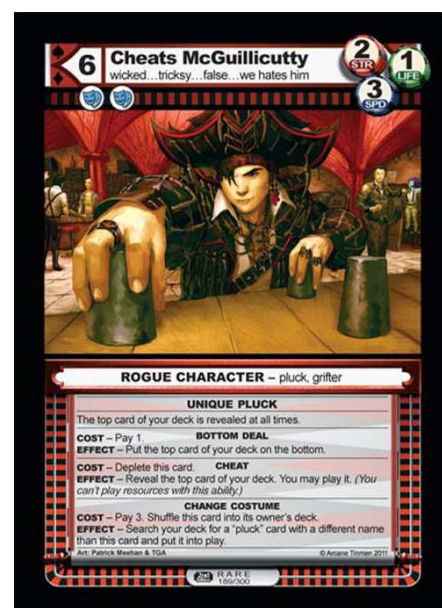 6
Cheats McGuillicutty
wicked...tricksy...false...we hates him
2
STR
1
LIFE
3
SPD
ROGUE CHARACTER – pluck, grifter
UNIQUE PLUCK
The top card of your deck is revealed at all times.
BOTTOM DEAL
COST – Pay 1.
EFFECT – Put the top card of your deck on the bottom.
CHEAT
COST – Deplete this card.
EFFECT – Reveal the top card of your deck. You may play it. (You
can't play resources with this ability.)
CHANGE COSTUME
COST – Pay 3. Shuffle this card into its owner's deck.
EFFECT – Search your deck for a "pluck" card with a different name
than this card and put it into play.
Art: Patrick Meehan & TGA
© Arcane Tinmen 2011
RARE
189/300